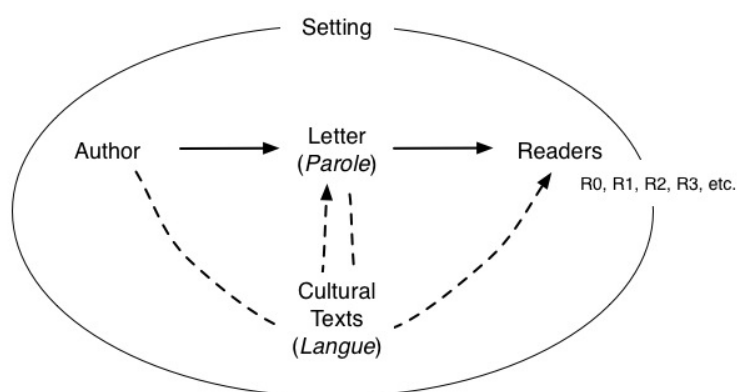 Setting
Author
Letter
(Parole)
Readers
R0, R1, R2, R3, etc.
Cultural
Texts
(Langue)